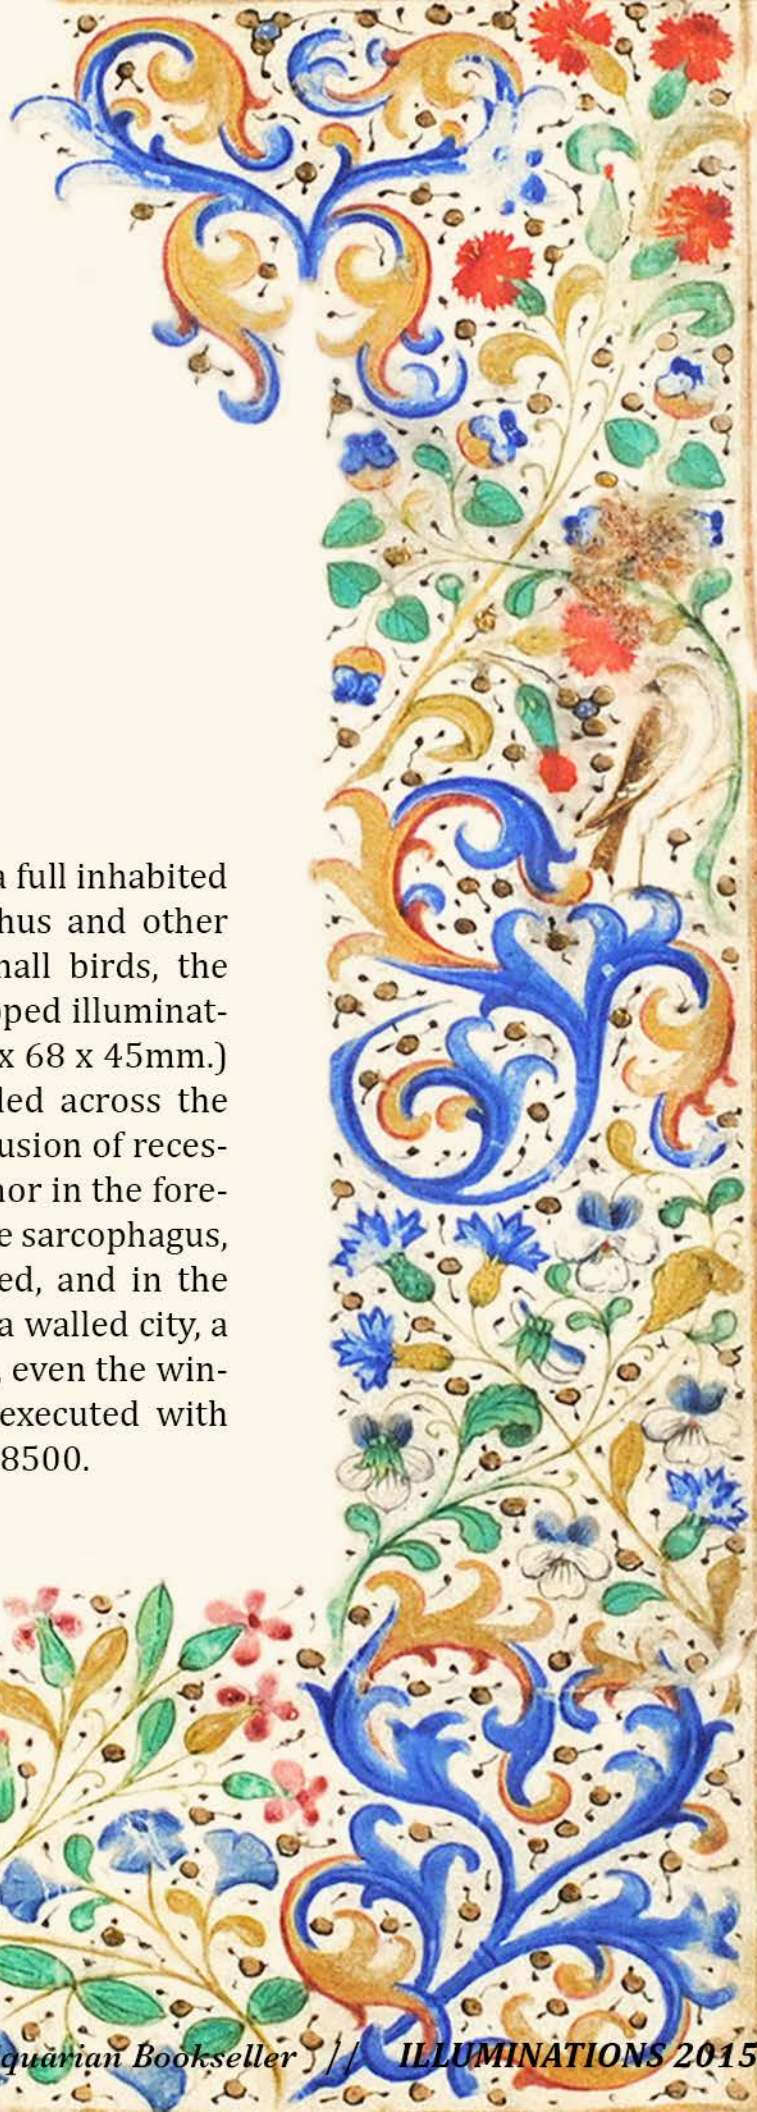 a full inhabited
hus and other
nall birds, the
ped illuminat-
x 68 x 45mm.)
led across the
usion of reces-
nor in the fore-
e sarcophagus,
ed, and in the
a walled city, a
, even the win-
executed with
8500.
quarian Bookseller // ILLUMINATIONS 2015